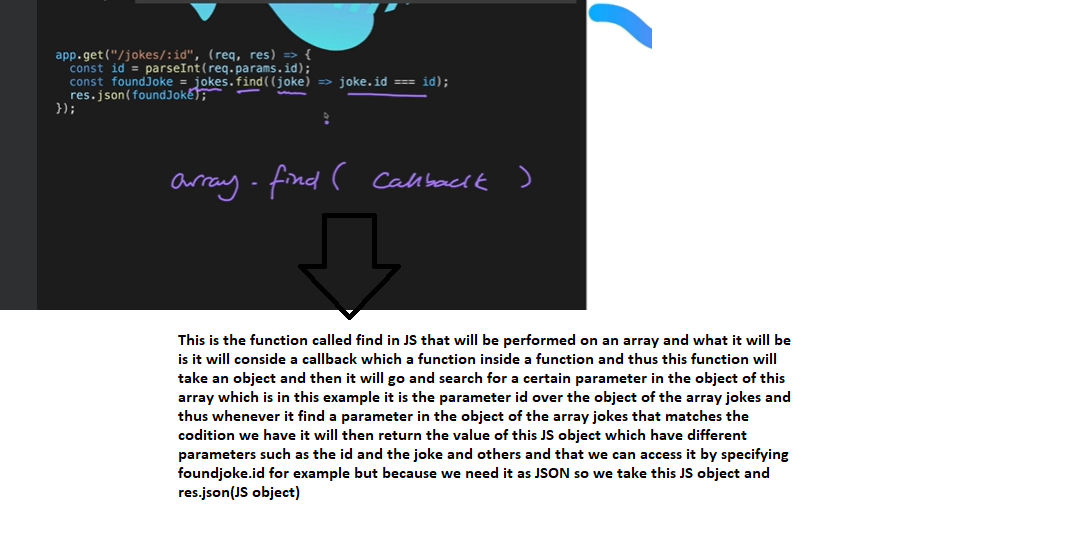 app.get("/jokes/:id", (req, res) => {
const id = parseInt(req.params.id);
const foundJoke = jokes.find((joke) => joke.id === id);
res.json(foundJoke);
});
array.find( Callback )
This is the function called find in JS that will be performed on an array and what it will be
is it will conside a callback which a function inside a function and thus this function will
take an object and then it will go and search for a certain parameter in the object of this
array which is in this example it is the parameter id over the object of the array jokes and
thus whenever it find a parameter in the object of the array jokes that matches the
codition we have it will then return the value of this JS object which have different
parameters such as the id and the joke and others and that we can access it by specifying
foundjoke.id for example but because we need it as JSON so we take this JS object and
res.json(JS object)